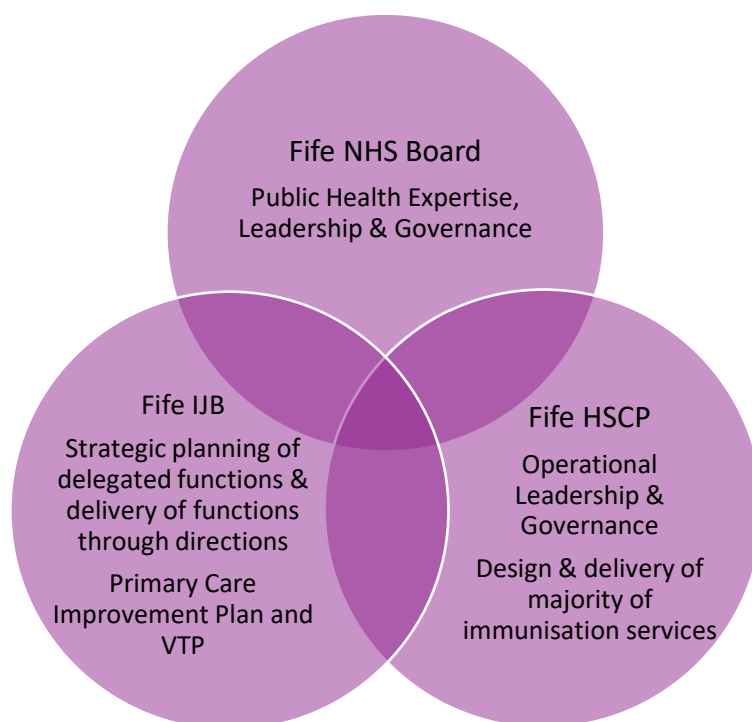 Fife NHS Board
Public Health Expertise,
Leadership & Governance
Fife IJB
Strategic planning of
delegated functions &
delivery of functions
through directions
Primary Care
Improvement Plan and
VTP
Fife HSCP
Operational
Leadership &
Governance
Design & delivery of
majority of
immunisation services